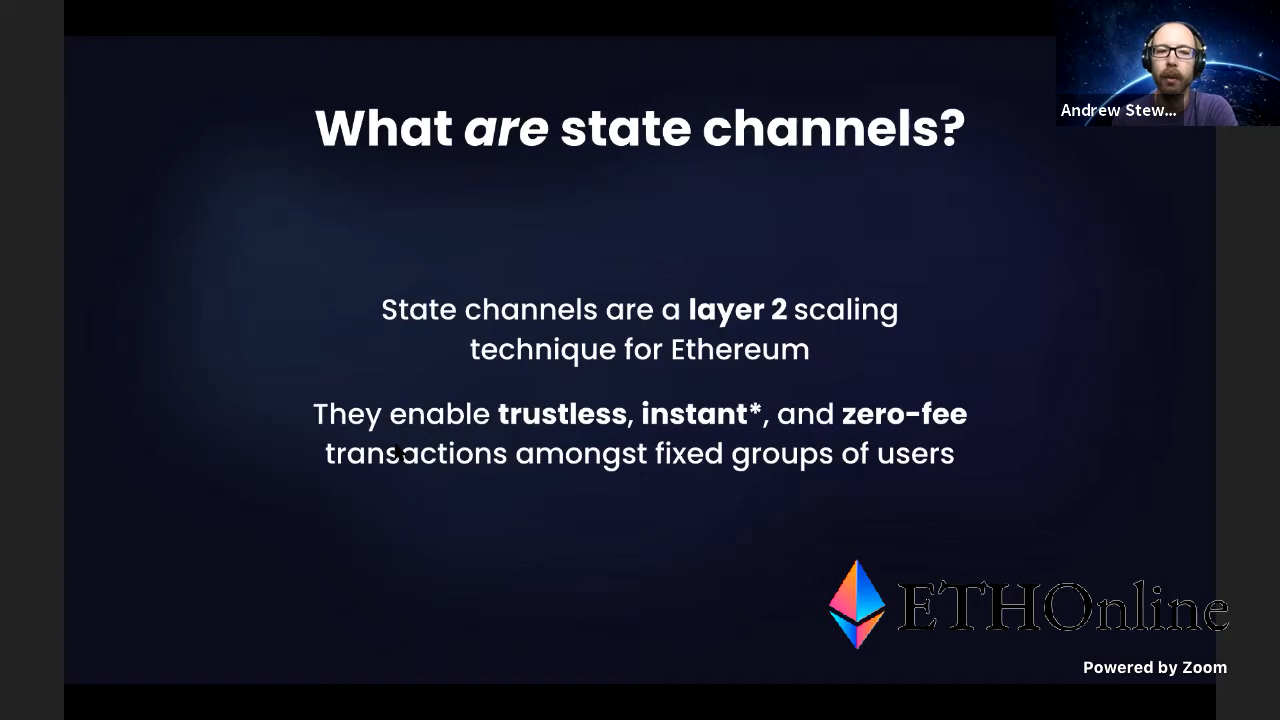 What are state channels?
Andrew Stew...
State channels are a layer 2 scaling
technique for Ethereum
They enable trustless, instant*, and zero-fee
transactions amongst fixed groups of users
ETHOnline
Powered by Zoom